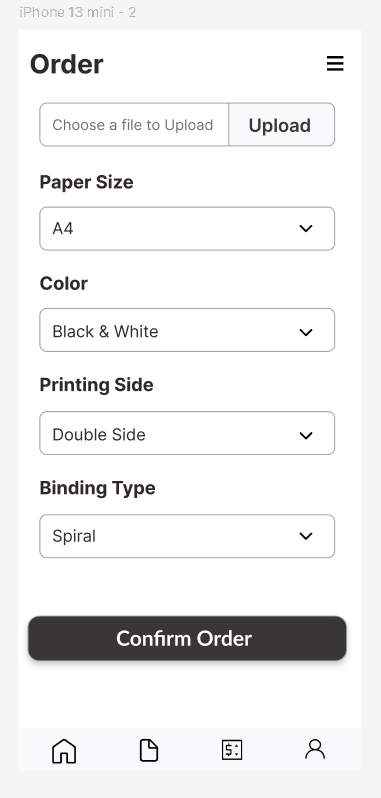 iPhone 13 mini - 2
Order
Choose a file to Upload
Upload
Paper Size
A4
Color
Black & White
Printing Side
Double Side
Binding Type
Spiral
Confirm Order
$: